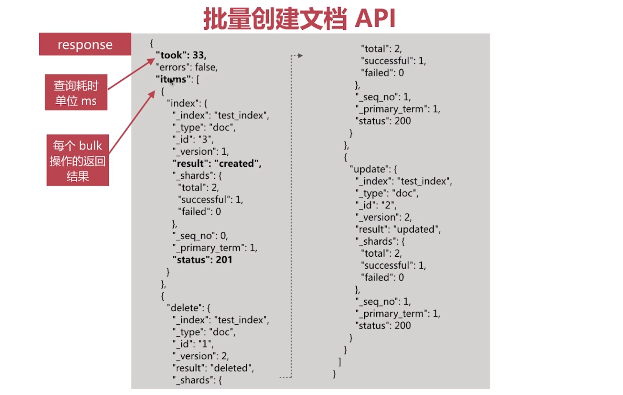 批量创建文档 API
response
查询耗时
单位 ms
每个 bulk
操作的返回
结果
{
"took": 33,
"errors": false,
"items": [
{
"index": {
"_index": "test_index",
"_type": "doc",
"_id": "3",
"_version": 1,
"result": "created",
"_shards": {
"total": 2,
"successful": 1,
"failed": 0
},
"_seq_no": 0,
"_primary_term": 1,
"status": 201
}
},
{
"delete": {
"_index": "test_index",
"_type": "doc",
"_id": "1",
"_version": 2,
"result": "deleted",
"_shards": {
"total": 2,
"successful": 1,
"failed": 0
},
"_seq_no": 1,
"_primary_term": 1,
"status": 200
}
},
{
"update": {
"_index": "test_index",
"_type": "doc",
"_id": "2",
"_version": 2,
"result": "updated",
"_shards": {
"total": 2,
"successful": 1,
"failed": 0
},
"_seq_no": 1,
"_primary_term": 1,
"status": 200
}
}
]
}